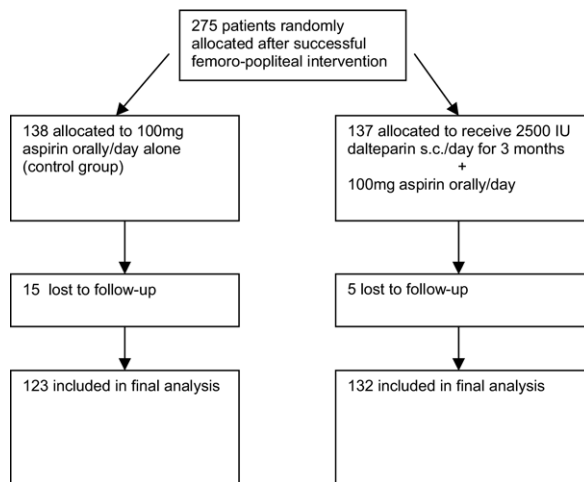 275 patients randomly
allocated after successful
femoro-popliteal intervention
138 allocated to 100mg
aspirin orally/day alone
(control group)
137 allocated to receive 2500 IU
dalteparin s.c./day for 3 months
+
100mg aspirin orally/day
15  lost to follow-up
5 lost to follow-up
123 included in final analysis
132 included in final analysis